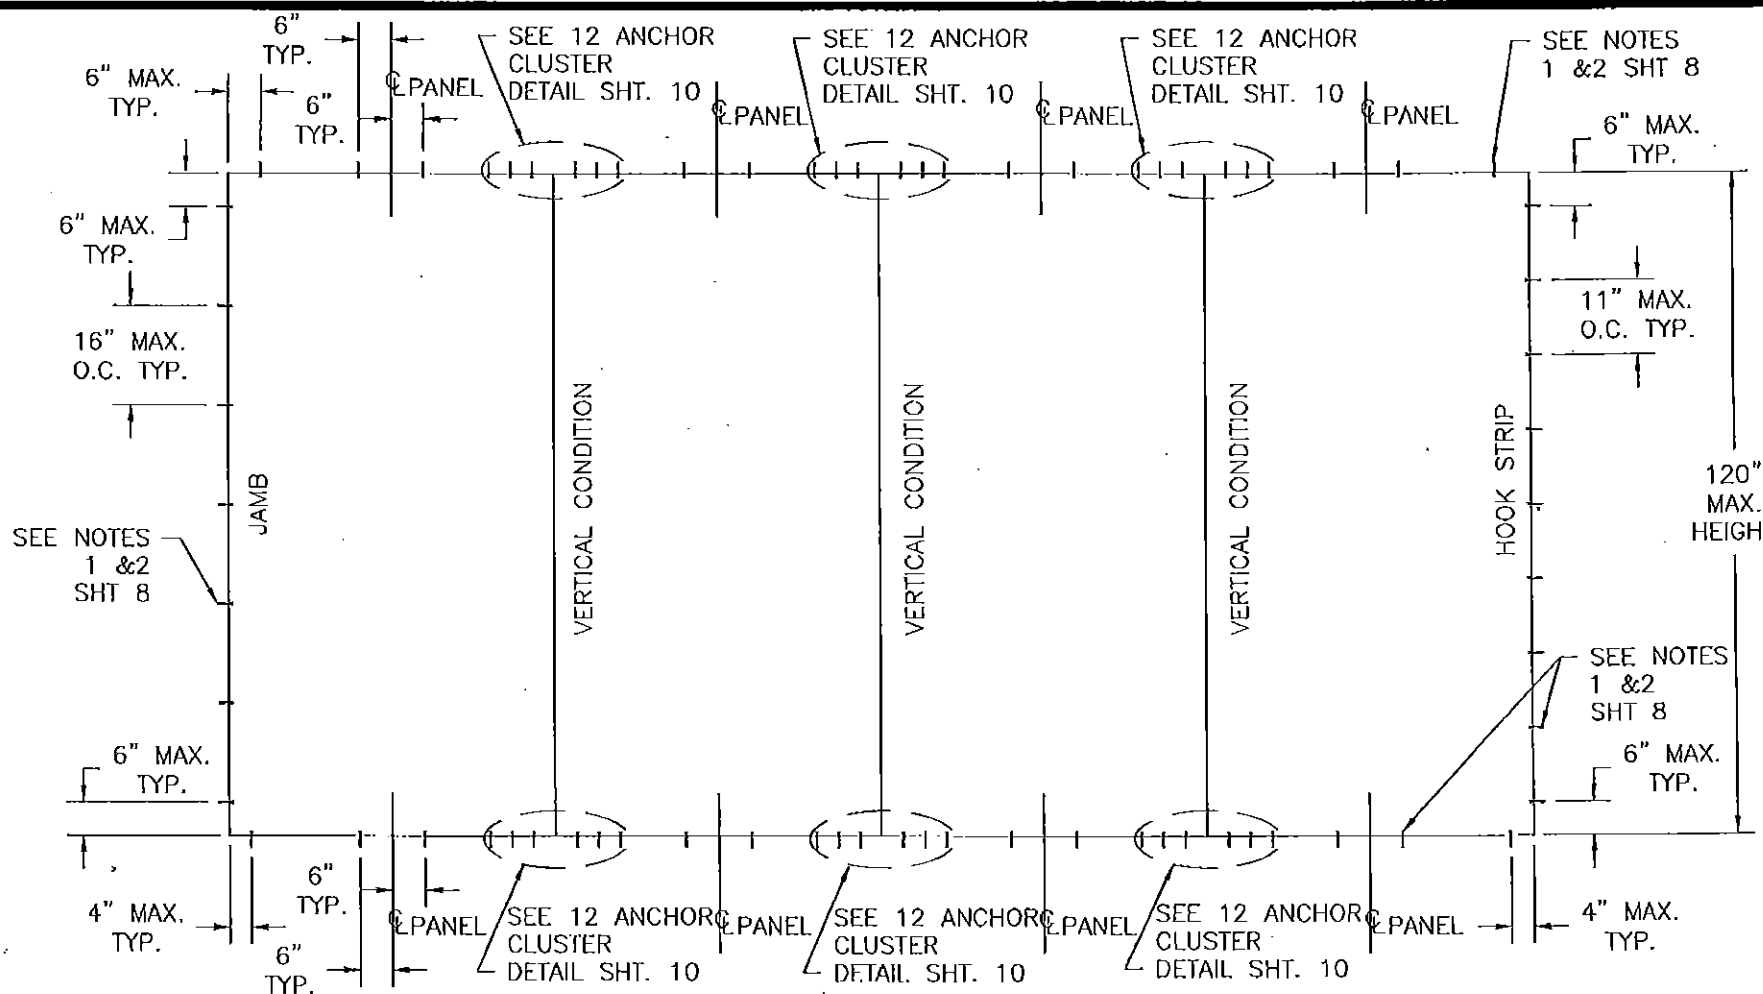 6"
TYP.
6" MAX.
TYP.
6"
TYP.
℄ PANEL
SEE 12 ANCHOR
CLUSTER
DETAIL SHT. 10
℄ PANEL
SEE 12 ANCHOR
CLUSTER
DETAIL SHT. 10
℄ PANEL
SEE 12 ANCHOR
CLUSTER
DETAIL SHT. 10
℄ PANEL
SEE NOTES
1 &2 SHT 8
6" MAX.
TYP.
6" MAX.
TYP.
16" MAX.
O.C. TYP.
11" MAX.
O.C. TYP.
JAMB
VERTICAL CONDITION
VERTICAL CONDITION
VERTICAL CONDITION
HOOK STRIP
120"
MAX.
HEIGH
SEE NOTES
1 &2
SHT 8
SEE NOTES
1 &2
SHT 8
6" MAX.
TYP.
6" MAX.
TYP.
4" MAX.
TYP.
6"
TYP.
6"
TYP.
℄ PANEL
SEE 12 ANCHOR
CLUSTER
DETAIL SHT. 10
℄ PANEL
SEE 12 ANCHOR
CLUSTER
DETAIL SHT. 10
℄ PANEL
SEE 12 ANCHOR
CLUSTER
DETAIL SHT. 10
℄ PANEL
4" MAX.
TYP.